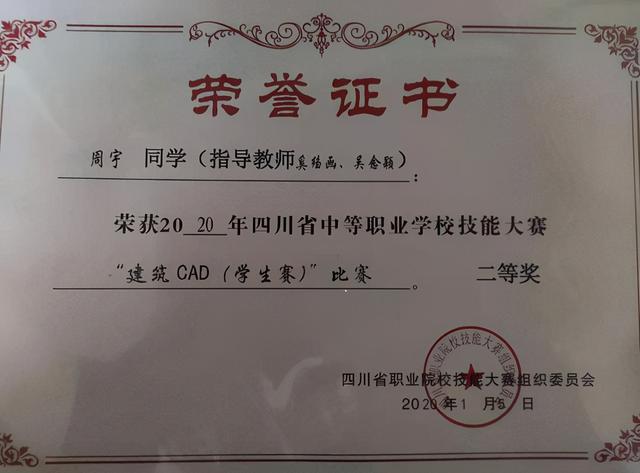 荣誉证书
周宇 同学（指导教师奚绍画、吴念颖）：
荣获2020年四川省中等职业学校技能大赛
“建筑CAD（学生赛）”比赛。 二等奖
四川省职业院校技能大赛组织委员会
2020年1月5日